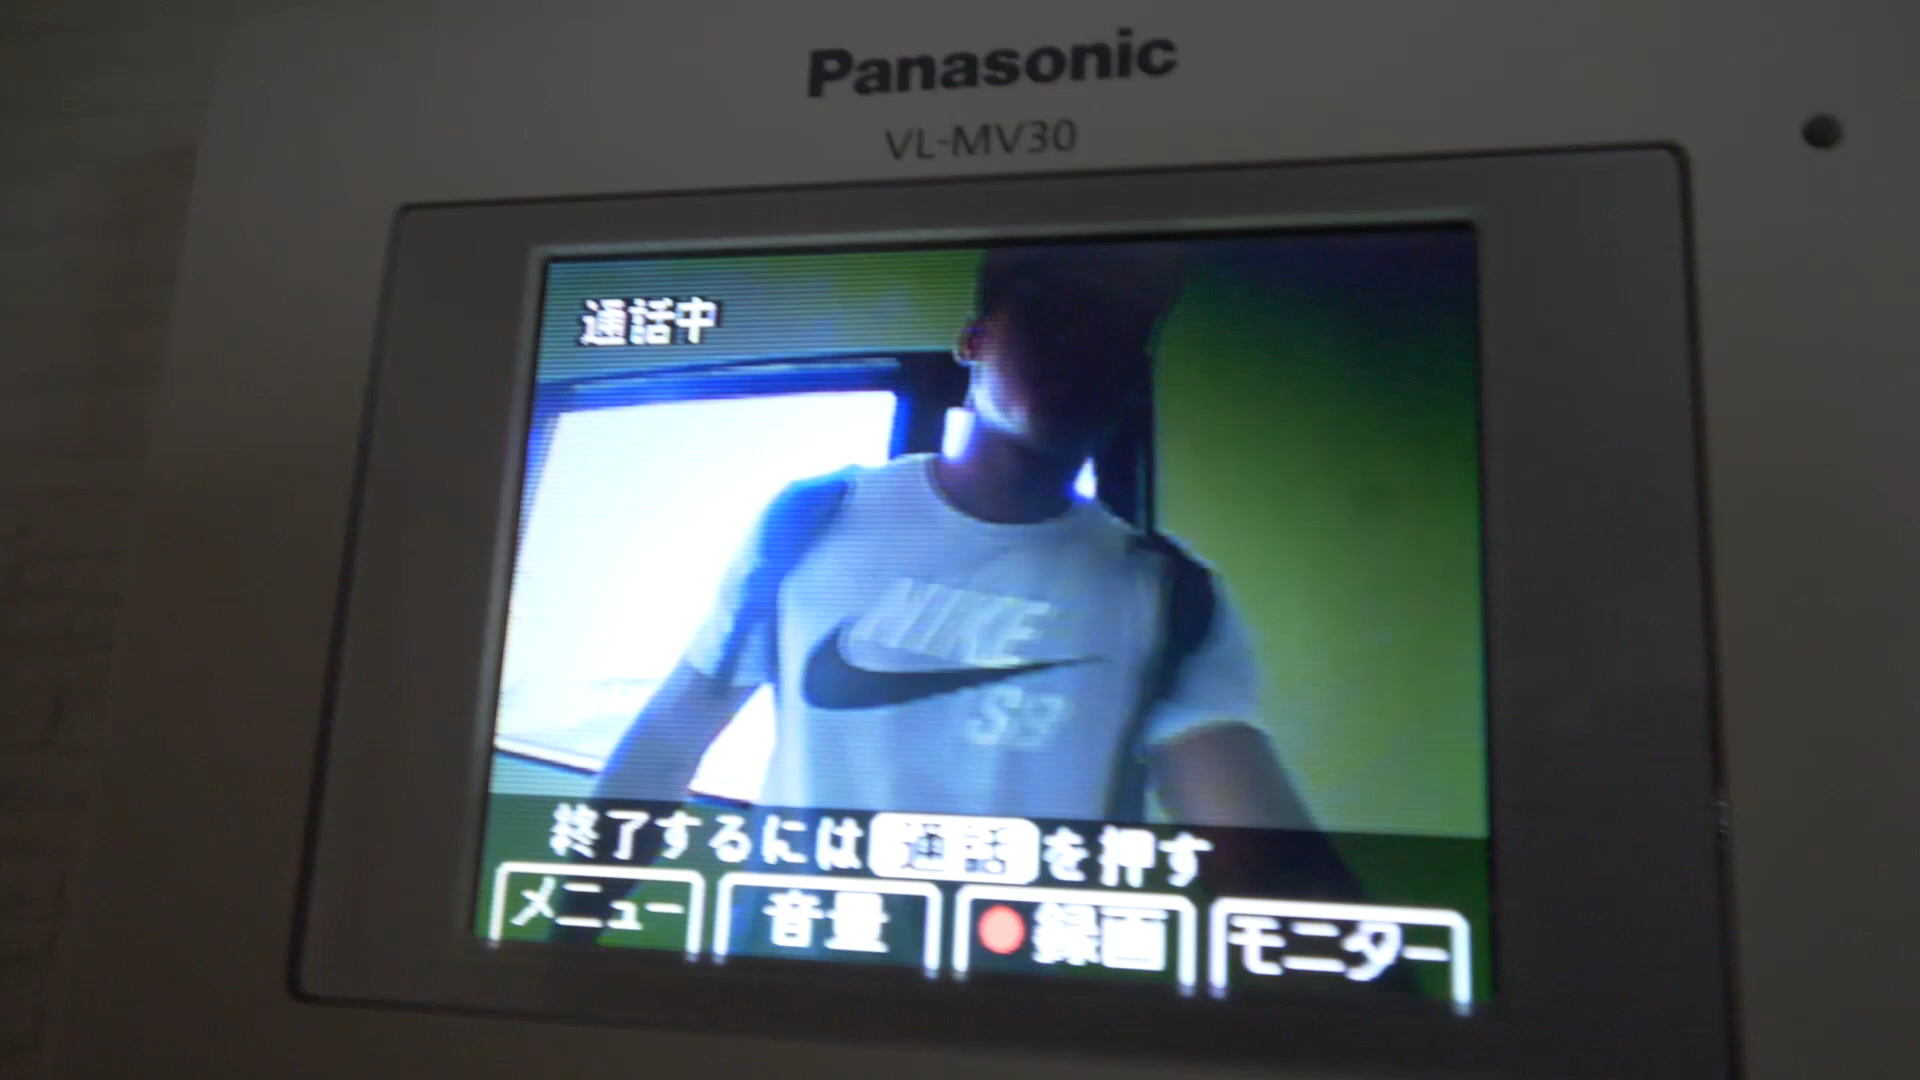 Panasonic
VL-MV30
通話中
NIKE
SB
終了するには 通話 を押す
メニュー 音量 録画 モニター